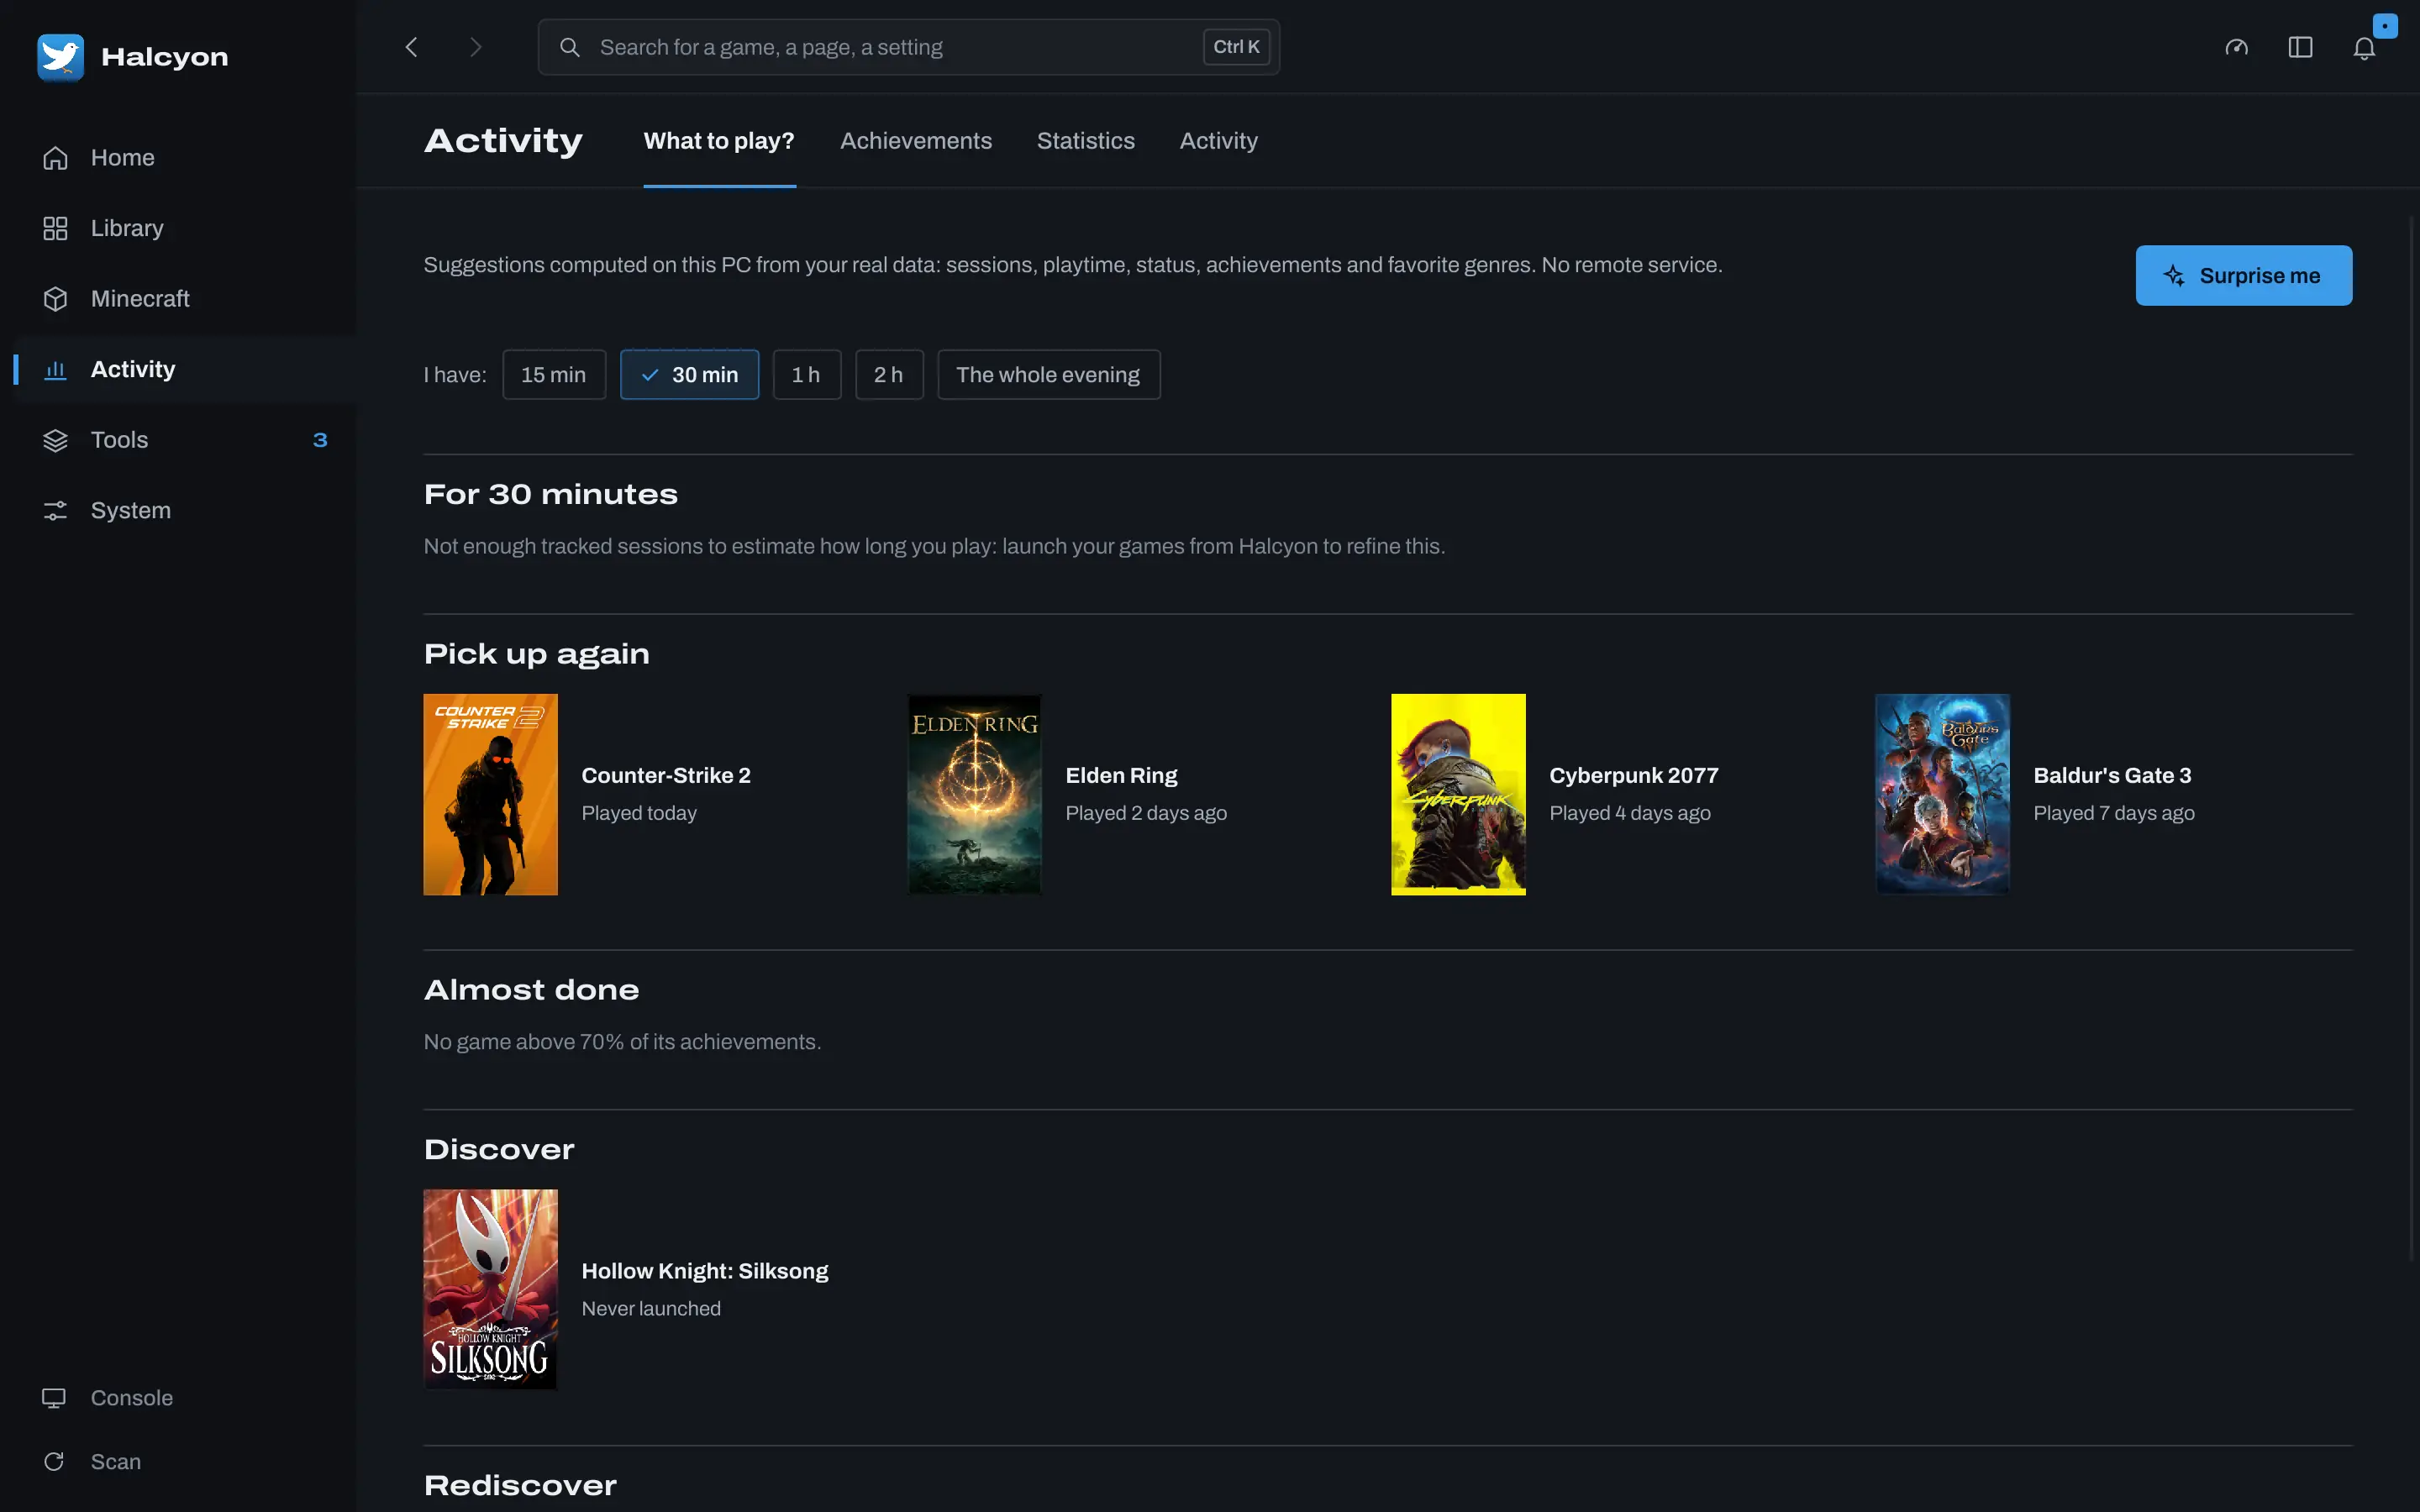 Halcyon
Search for a game, a page, a setting
Ctrl K
Home
Library
Minecraft
Activity
Tools
3
System
Console
Scan
Activity
What to play?
Achievements
Statistics
Activity
Suggestions computed on this PC from your real data: sessions, playtime, status, achievements and favorite genres. No remote service.
Surprise me
I have:
15 min
30 min
1 h
2 h
The whole evening
For 30 minutes
Not enough tracked sessions to estimate how long you play: launch your games from Halcyon to refine this.
Pick up again
COUNTER
STRIKE 2
Counter-Strike 2
Played today
ELDEN RING
Elden Ring
Played 2 days ago
CYBERPUNK
Cyberpunk 2077
Played 4 days ago
Baldur's
Gate
Baldur's Gate 3
Played 7 days ago
Almost done
No game above 70% of its achievements.
Discover
HOLLOW KNIGHT
SILKSONG
Hollow Knight: Silksong
Never launched
Rediscover